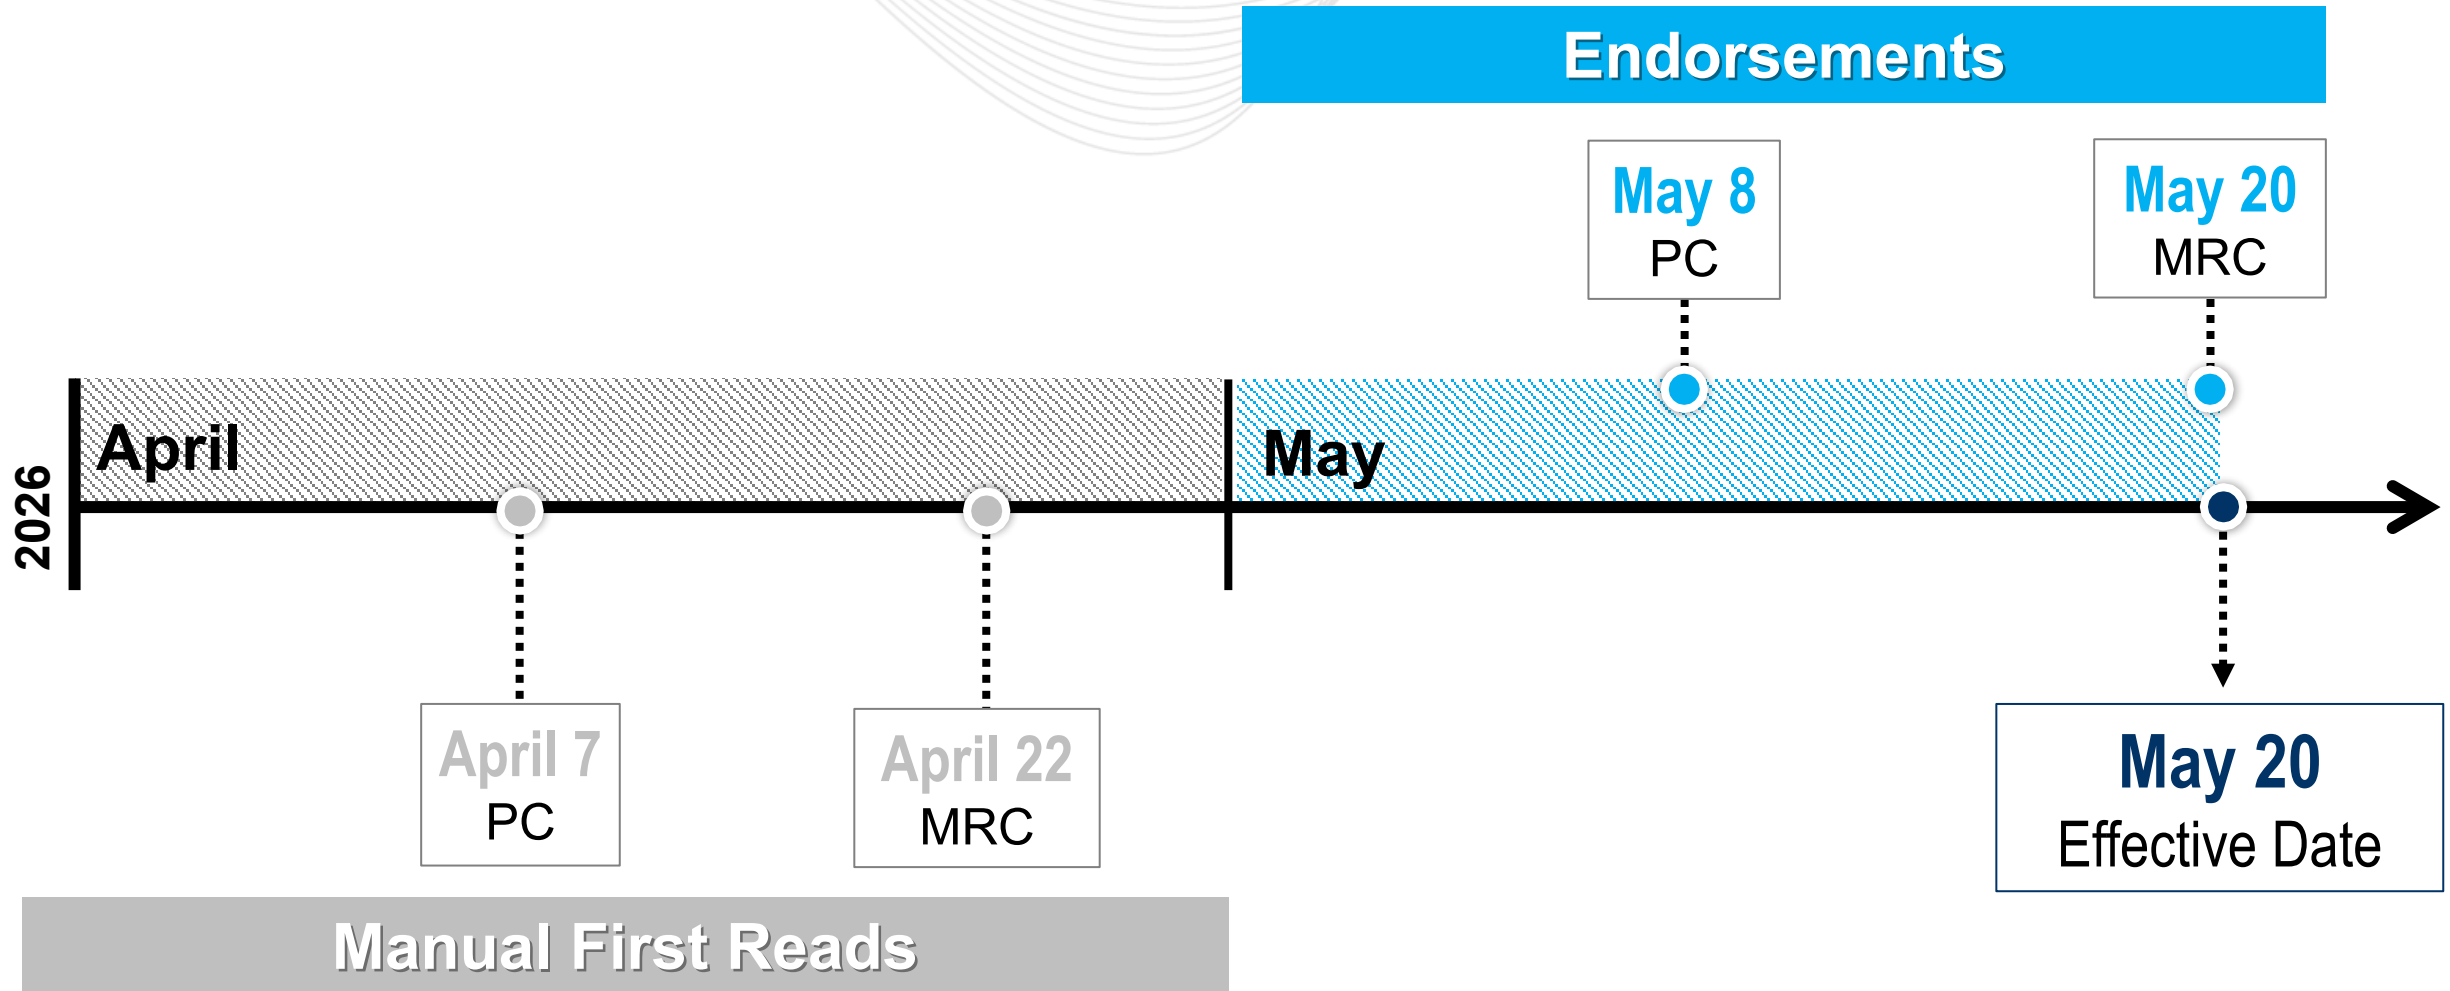 Endorsements
May 8
PC
May 20
MRC
2026
April
May
April 7
PC
April 22
MRC
May 20
Effective Date
Manual First Reads